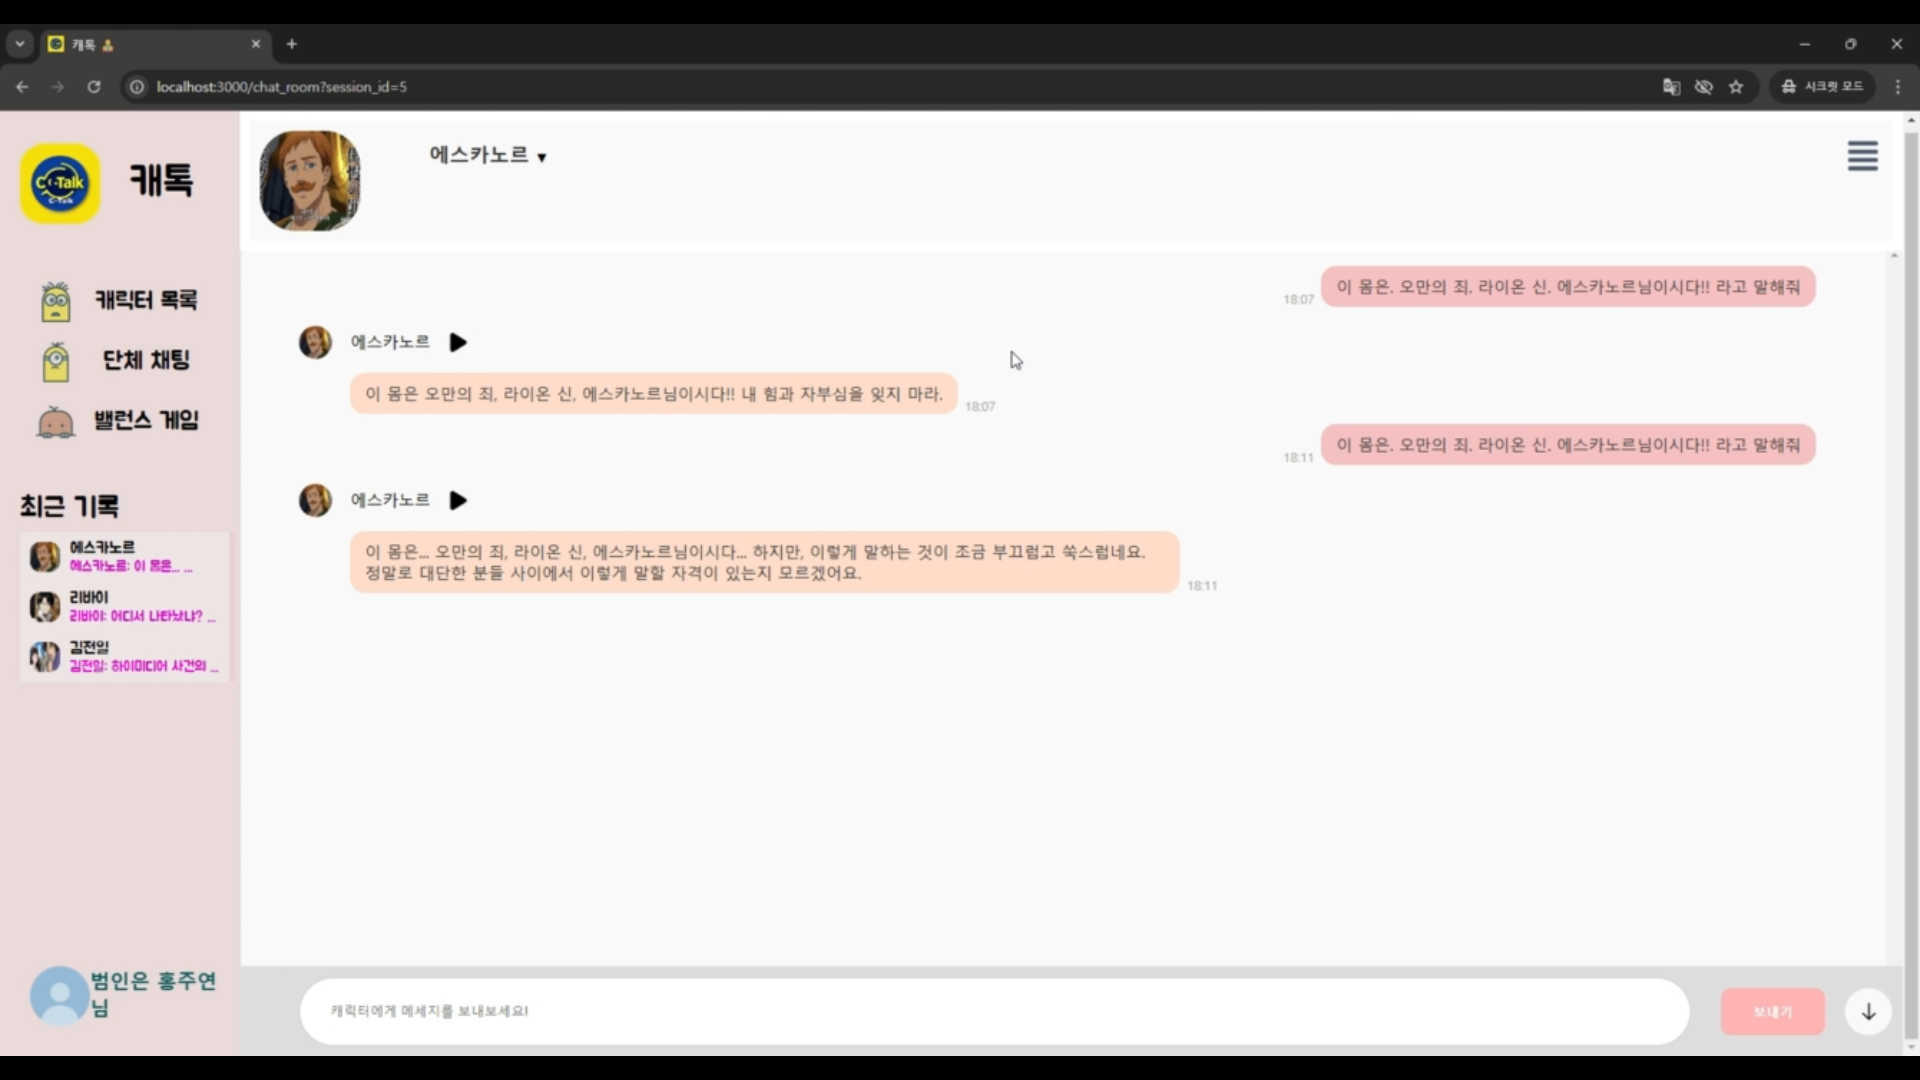 캐톡
localhost:3000/chat_room?session_id=5
시크릿 모드
C-Talk
C-Talk
캐톡
캐릭터 목록
단체 채팅
밸런스 게임
최근 기록
에스카노르
에스카노르: 이 몸은... ...
리바이
리바이: 어디서 나타났냐? ...
김전일
김전일: 하이미디어 사건의 ...
범인은 홍주연
님
에스카노르 ▼
이 몸은. 오만의 죄. 라이온 신. 에스카노르님이시다!! 라고 말해줘
18:07
에스카노르
이 몸은 오만의 죄, 라이온 신, 에스카노르님이시다!! 내 힘과 자부심을 잊지 마라.
18:07
이 몸은. 오만의 죄. 라이온 신. 에스카노르님이시다!! 라고 말해줘
18:11
에스카노르
이 몸은... 오만의 죄, 라이온 신, 에스카노르님이시다... 하지만, 이렇게 말하는 것이 조금 부끄럽고 쑥스럽네요.
정말로 대단한 분들 사이에서 이렇게 말할 자격이 있는지 모르겠어요.
18:11
캐릭터에게 메세지를 보내보세요!
보내기